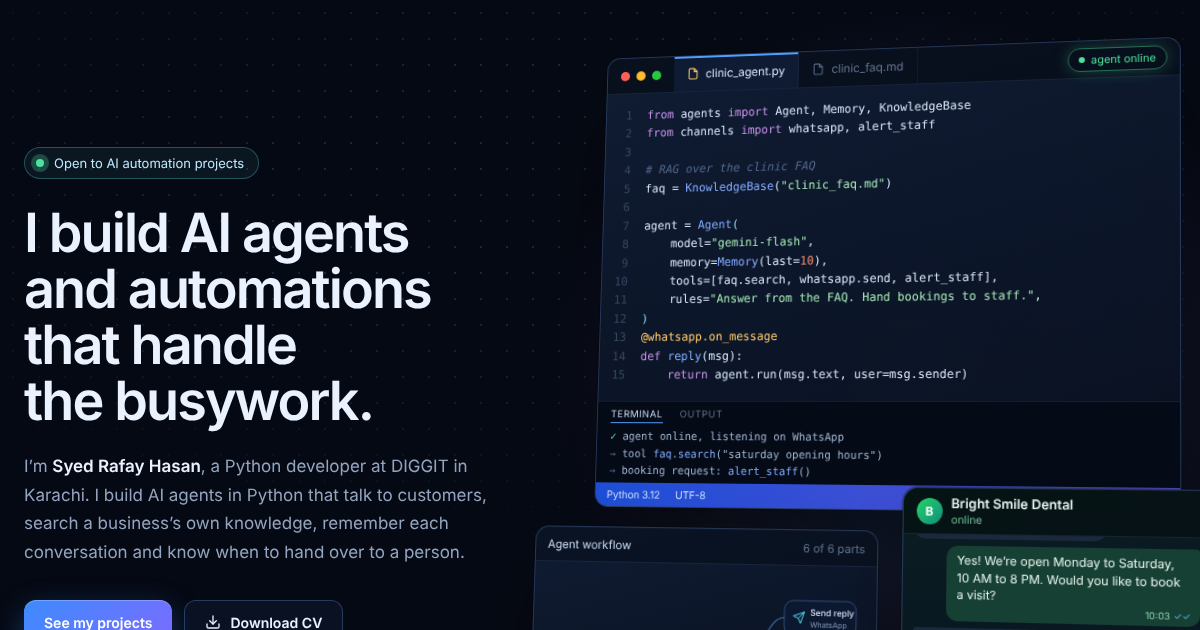 Open to AI automation projects
I build AI agents
and automations
that handle
the busywork.
I'm Syed Rafay Hasan, a Python developer at DIGGIT in
Karachi. I build AI agents in Python that talk to customers,
search a business's own knowledge, remember each
conversation and know when to hand over to a person.
See my projects
Download CV
clinic_agent.py
clinic_faq.md
agent online
1 from agents import Agent, Memory, KnowledgeBase
2 from channels import whatsapp, alert_staff
3
4 # RAG over the clinic FAQ
5 faq = KnowledgeBase("clinic_faq.md")
6
7 agent = Agent(
8 model="gemini-flash",
9 memory=Memory(last=10),
10 tools=[faq.search, whatsapp.send, alert_staff],
11 rules="Answer from the FAQ. Hand bookings to staff.",
12 )
13 @whatsapp.on_message
14 def reply(msg):
15 return agent.run(msg.text, user=msg.sender)
TERMINAL OUTPUT
✓ agent online, listening on WhatsApp
→ tool faq.search("saturday opening hours")
→ booking request: alert_staff()
Python 3.12 UTF-8
Agent workflow
6 of 6 parts
Send reply
WhatsApp
B
Bright Smile Dental
online
Yes! We're open Monday to Saturday,
10 AM to 8 PM. Would you like to book
a visit?
10:03 ✓✓